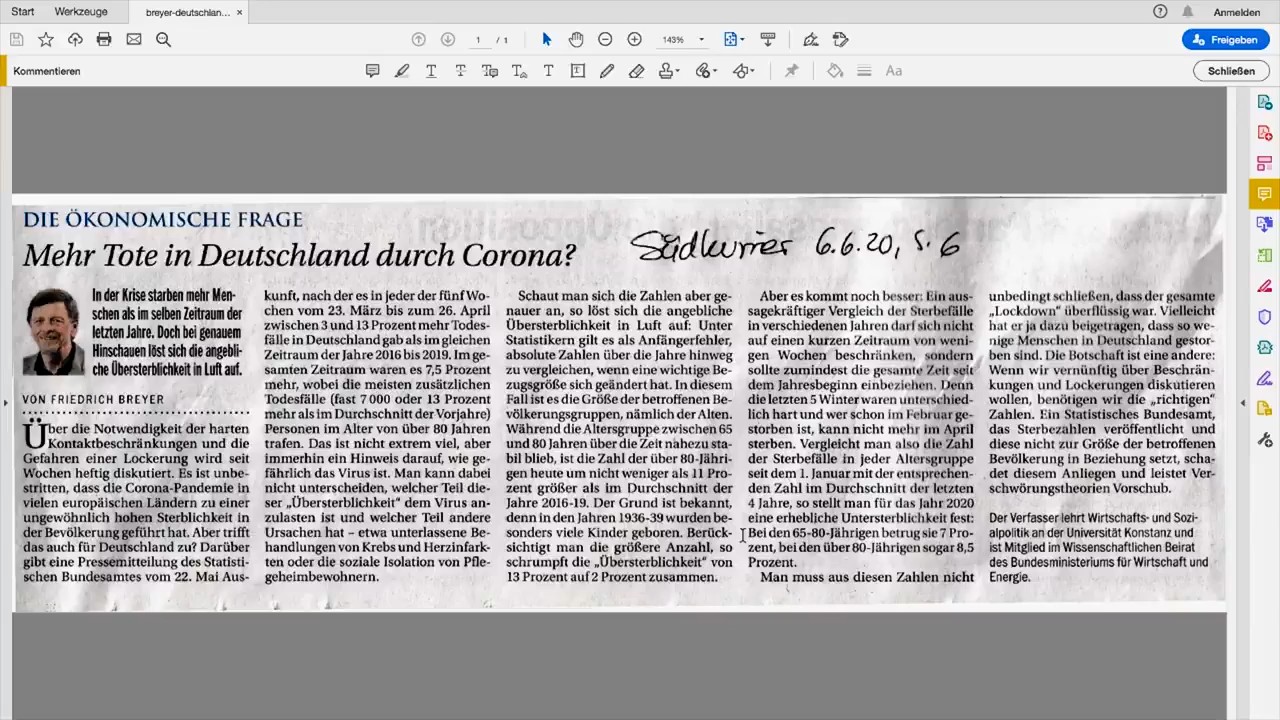 Start Werkzeuge breyer-deutschlan... × Anmelden
1 / 1 143% Freigeben
Kommentieren Aa Schließen
DIE ÖKONOMISCHE FRAGE
Mehr Tote in Deutschland durch Corona?
Südkurier 6.6.20, S. 6
In der Krise starben mehr Men-
schen als im selben Zeitraum der
letzten Jahre. Doch bei genauem
Hinschauen löst sich die angebli-
che Übersterblichkeit in Luft auf.
VON FRIEDRICH BREYER
Über die Notwendigkeit der harten
Kontaktbeschränkungen und die
Gefahren einer Lockerung wird seit
Wochen heftig diskutiert. Es ist unbe-
stritten, dass die Corona-Pandemie in
vielen europäischen Ländern zu einer
ungewöhnlich hohen Sterblichkeit in
der Bevölkerung geführt hat. Aber trifft
das auch für Deutschland zu? Darüber
gibt eine Pressemitteilung des Statisti-
schen Bundesamtes vom 22. Mai Aus-
kunft, nach der es in jeder der fünf Wo-
chen vom 23. März bis zum 26. April
zwischen 3 und 13 Prozent mehr Todes-
fälle in Deutschland gab als im gleichen
Zeitraum der Jahre 2016 bis 2019. Im ge-
samten Zeitraum waren es 7,5 Prozent
mehr, wobei die meisten zusätzlichen
Todesfälle (fast 7 000 oder 13 Prozent
mehr als im Durchschnitt der Vorjahre)
Personen im Alter von über 80 Jahren
trafen. Das ist nicht extrem viel, aber
immerhin ein Hinweis darauf, wie ge-
fährlich das Virus ist. Man kann dabei
nicht unterscheiden, welcher Teil die-
ser „Übersterblichkeit“ dem Virus an-
zulasten ist und welcher Teil andere
Ursachen hat – etwa unterlassene Be-
handlungen von Krebs und Herzinfark-
ten oder die soziale Isolation von Pfle-
geheimbewohnern.
Schaut man sich die Zahlen aber ge-
nauer an, so löst sich die angebliche
Übersterblichkeit in Luft auf: Unter
Statistikern gilt es als Anfängerfehler,
absolute Zahlen über die Jahre hinweg
zu vergleichen, wenn eine wichtige Be-
zugsgröße sich geändert hat. In diesem
Fall ist es die Größe der betroffenen Be-
völkerungsgruppen, nämlich der Alten.
Während die Altersgruppe zwischen 65
und 80 Jahren über die Zeit nahezu sta-
bil blieb, ist die Zahl der über 80-Jähri-
gen heute um nicht weniger als 11 Pro-
zent größer als im Durchschnitt der
Jahre 2016-19. Der Grund ist bekannt,
denn in den Jahren 1936-39 wurden be-
sonders viele Kinder geboren. Berück-
sichtigt man die größere Anzahl, so
schrumpft die „Übersterblichkeit“ von
13 Prozent auf 2 Prozent zusammen.
Aber es kommt noch besser: Ein aus-
sagekräftiger Vergleich der Sterbefälle
in verschiedenen Jahren darf sich nicht
auf einen kurzen Zeitraum von weni-
gen Wochen beschränken, sondern
sollte zumindest die gesamte Zeit seit
dem Jahresbeginn einbeziehen. Denn
die letzten 5 Winter waren unterschied-
lich hart und wer schon im Februar ge-
storben ist, kann nicht mehr im April
sterben. Vergleicht man also die Zahl
der Sterbefälle in jeder Altersgruppe
seit dem 1. Januar mit der entsprechen-
den Zahl im Durchschnitt der letzten
4 Jahre, so stellt man für das Jahr 2020
eine erhebliche Untersterblichkeit fest:
Bei den 65-80-Jährigen betrug sie 7 Pro-
zent, bei den über 80-Jährigen sogar 8,5
Prozent.
Man muss aus diesen Zahlen nicht
unbedingt schließen, dass der gesamte
„Lockdown“ überflüssig war. Vielleicht
hat er ja dazu beigetragen, dass so we-
nige Menschen in Deutschland gestor-
ben sind. Die Botschaft ist eine andere:
Wenn wir vernünftig über Beschrän-
kungen und Lockerungen diskutieren
wollen, benötigen wir die „richtigen“
Zahlen. Ein Statistisches Bundesamt,
das Sterbezahlen veröffentlicht und
diese nicht zur Größe der betroffenen
Bevölkerung in Beziehung setzt, scha-
det diesem Anliegen und leistet Ver-
schwörungstheorien Vorschub.
Der Verfasser lehrt Wirtschafts- und Sozi-
alpolitik an der Universität Konstanz und
ist Mitglied im Wissenschaftlichen Beirat
des Bundesministeriums für Wirtschaft und
Energie.